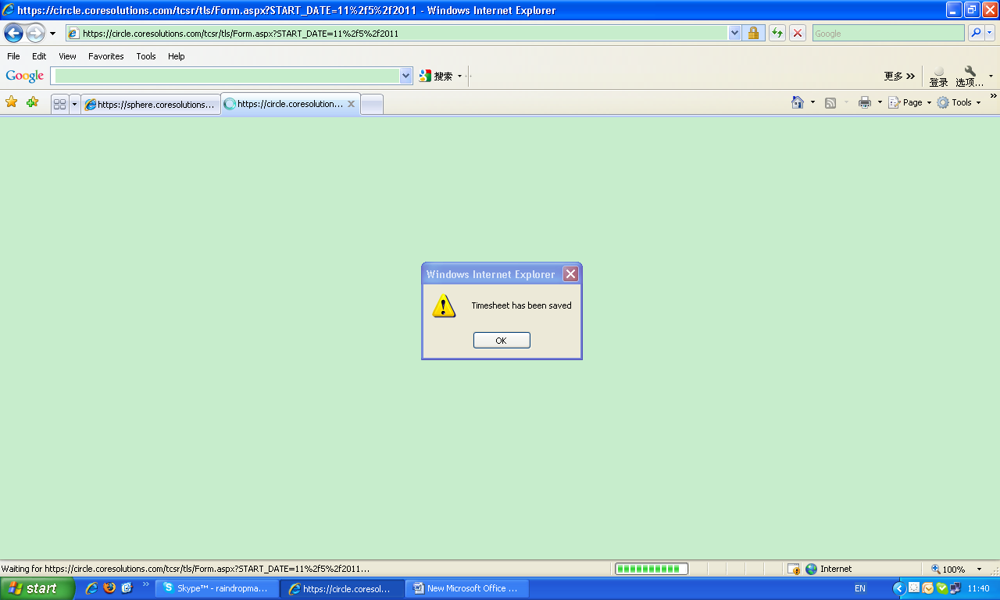 https://circle.coresolutions.com/tcsr/tls/Form.aspx?START_DATE=11%2f5%2f2011 - Windows Internet Explorer
https://circle.coresolutions.com/tcsr/tls/Form.aspx?START_DATE=11%2f5%2f2011
Google
File Edit View Favorites Tools Help
Google 搜索 更多 登录 选项...
https://sphere.coresolutions... https://circle.coresolution... Page Tools
Windows Internet Explorer
Timesheet has been saved
OK
Waiting for https://circle.coresolutions.com/tcsr/tls/Form.aspx?START_DATE=11%2f5%2f2011... Internet 100%
start Skype™ - raindropma... https://circle.coresol... New Microsoft Office ... EN 11:40